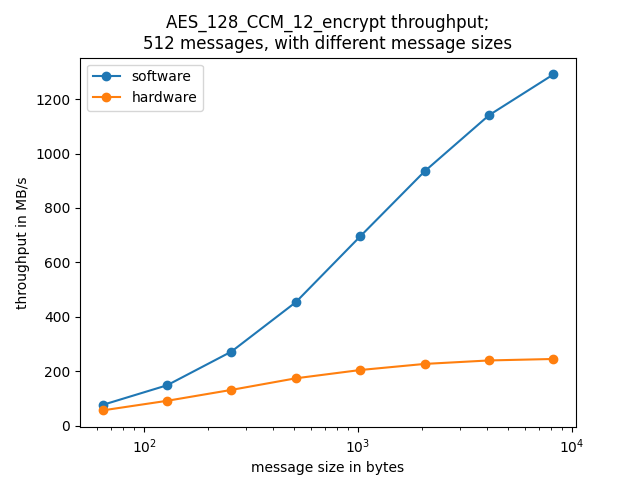 AES_128_CCM_12_encrypt throughput;
512 messages, with different message sizes
software
hardware
throughput in MB/s
1200
1000
800
600
400
200
0
10²
10³
10⁴
message size in bytes